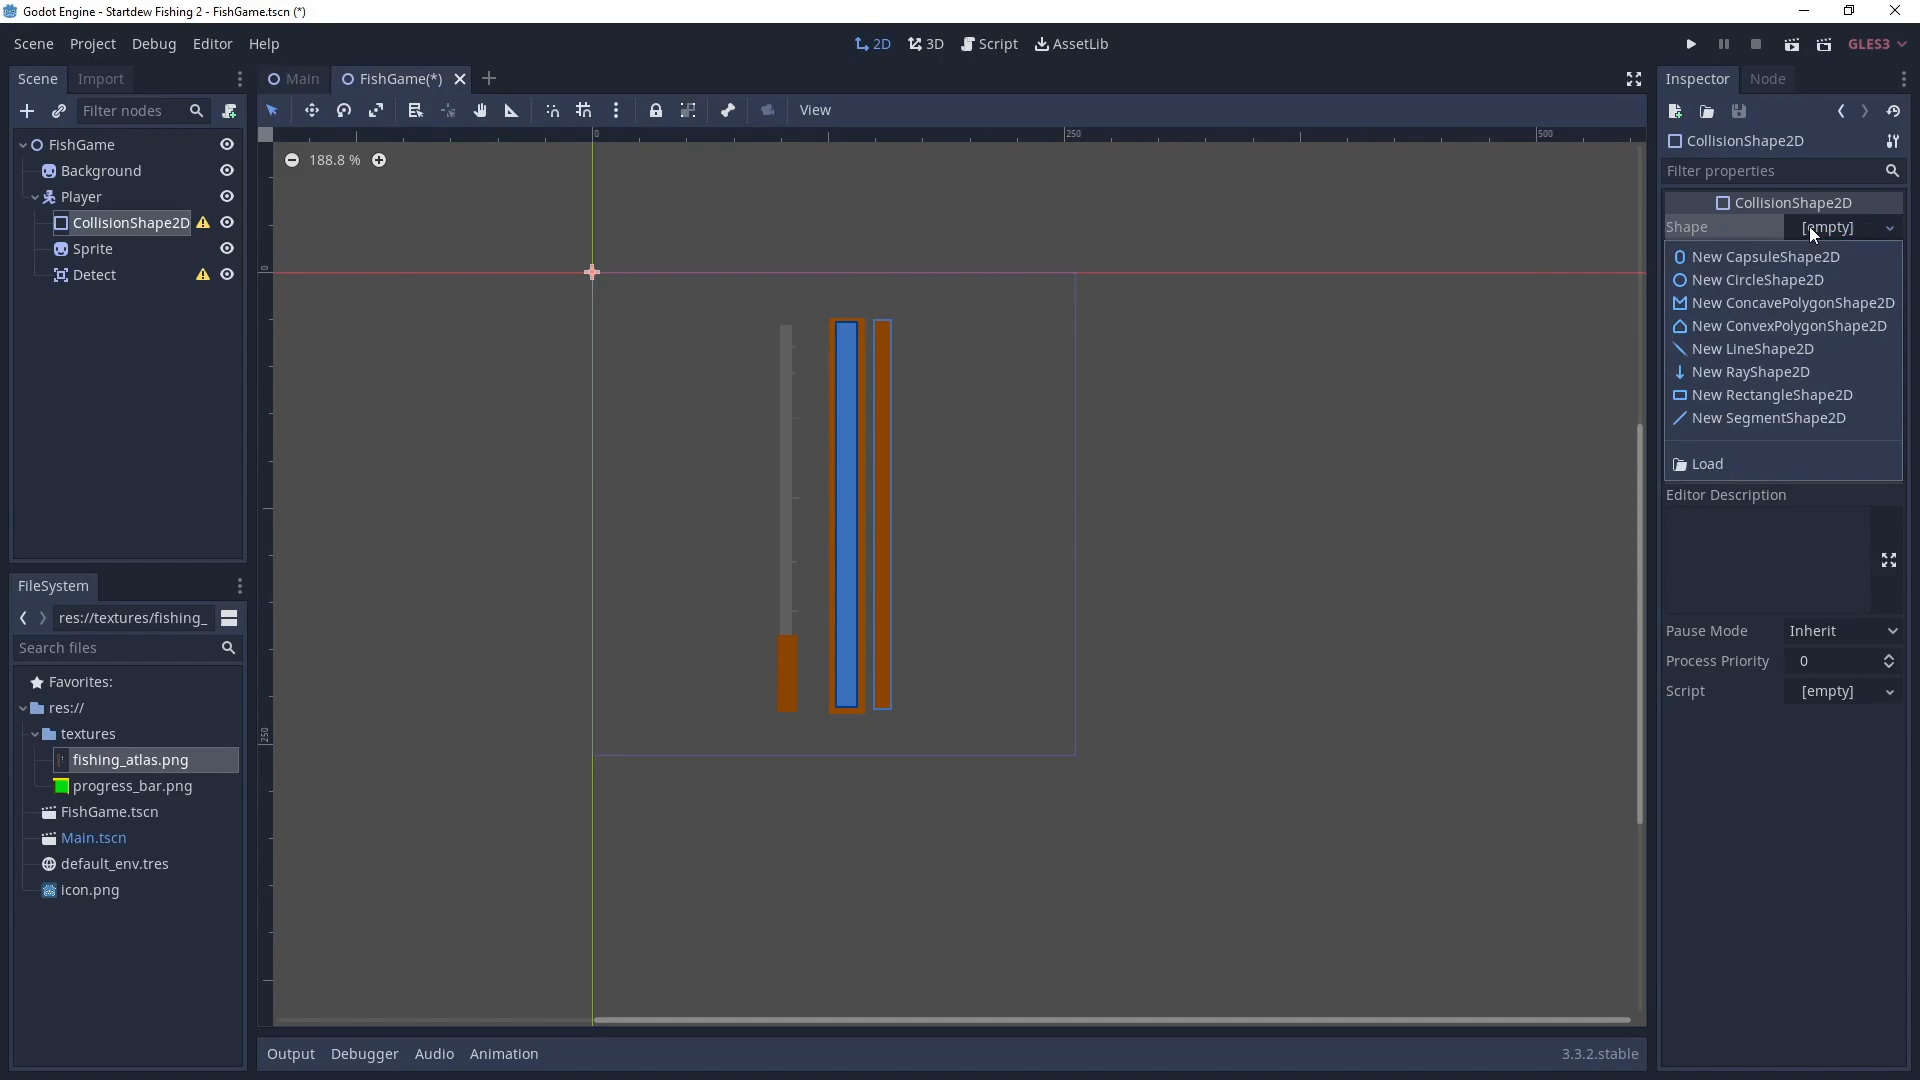 Godot Engine - Startdew Fishing 2 - FishGame.tscn (*)
Scene Project Debug Editor Help
2D 3D Script AssetLib
GLES3
Scene Import
Filter nodes
FishGame
Background
Player
CollisionShape2D
Sprite
Detect
FileSystem
res://textures/fishing_
Search files
Favorites:
res://
textures
fishing_atlas.png
progress_bar.png
FishGame.tscn
Main.tscn
default_env.tres
icon.png
Main FishGame(*)
View
0 250 500
188.8 %
0
250
Output Debugger Audio Animation
3.3.2.stable
Inspector Node
CollisionShape2D
Filter properties
CollisionShape2D
Shape [empty]
New CapsuleShape2D
New CircleShape2D
New ConcavePolygonShape2D
New ConvexPolygonShape2D
New LineShape2D
New RayShape2D
New RectangleShape2D
New SegmentShape2D
Load
Editor Description
Pause Mode Inherit
Process Priority 0
Script [empty]